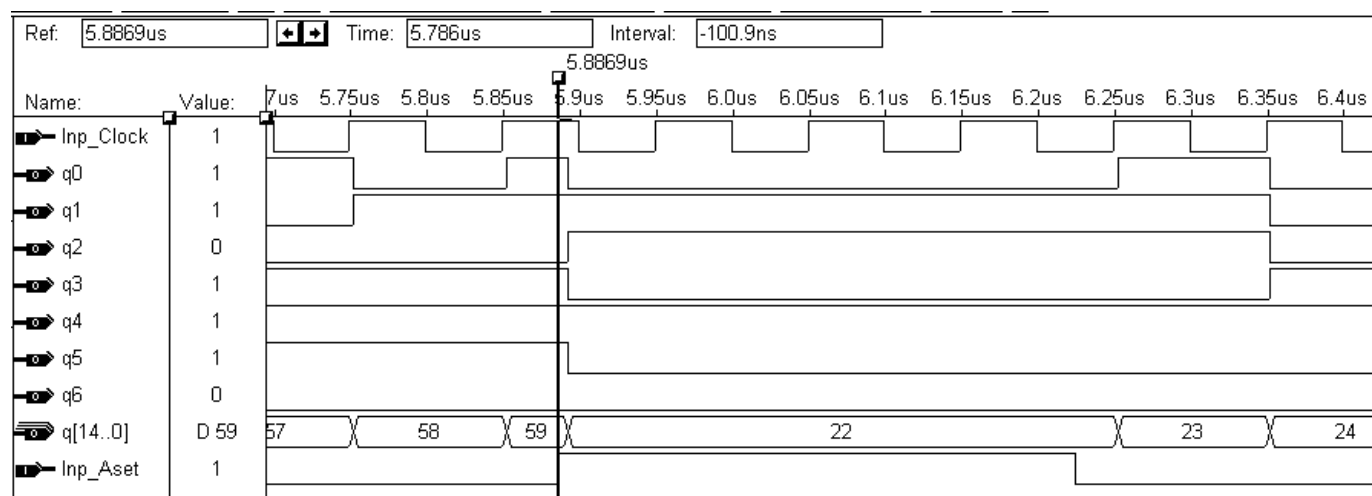 Ref: 5.8869us Time: 5.786us Interval: -100.9ns
5.8869us
Name: Value: 7us 5.75us 5.8us 5.85us 5.9us 5.95us 6.0us 6.05us 6.1us 6.15us 6.2us 6.25us 6.3us 6.35us 6.4us
Inp_Clock 1
q0 1
q1 1
q2 0
q3 1
q4 1
q5 1
q6 0
q[14..0] D 59 57 58 59 22 23 24
Inp_Aset 1